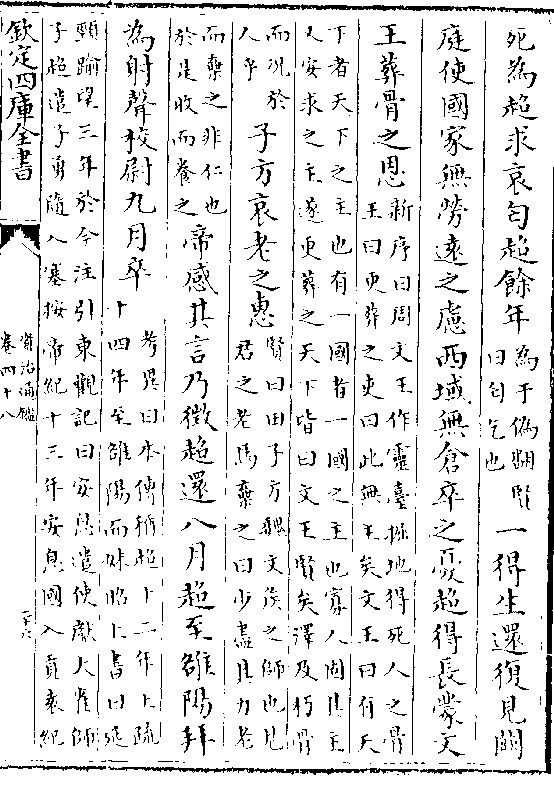 死為超求哀匄超餘年為于偽翻賢曰匄乞也一得生還復見闕
庭使國家無勞逺之慮西域無倉卒之憂超得長蒙文
王葬骨之恩新序曰周文王作靈臺掘地得死人之骨王曰更葬之吏曰此無主矣文王曰有天
下者天下之主也有一國者一國之主也寡人固其主又安求之主遂更葬之天下皆曰文王賢矣澤及朽骨
而况於人乎子方哀老之惠賢曰田子方魏文侯之師也見君之老馬棄之曰少盡其力老
而棄之非仁也於是收而養之帝感其言乃徵超還八月超至雒陽拜
為射聲校尉九月卒考異曰本傳稱超十二年上疏十四年至雒陽而妹昭上書曰延
頸踰望三年於今注引東觀記曰安息遣使獻大雀師子超遣子勇隨入塞按帝紀十三年安息國入貢袁紀
欽定四庫全書
資治通鑑
卷四十八
二十六